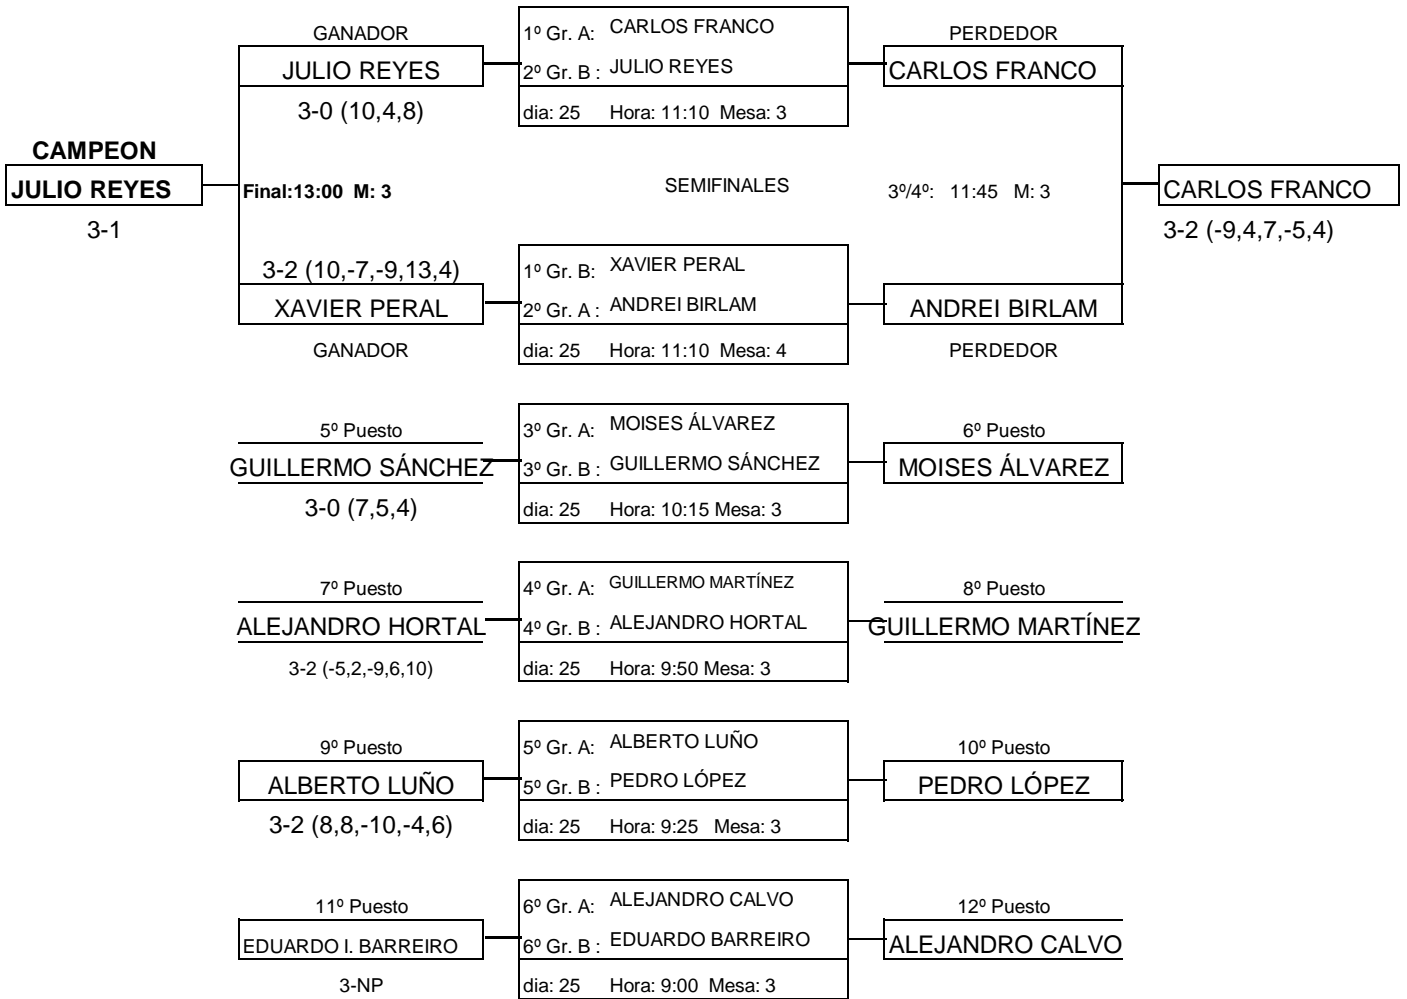 GANADOR
1º Gr. A: CARLOS FRANCO
PERDEDOR
JULIO REYES
2º Gr. B : JULIO REYES
CARLOS FRANCO
3-0 (10,4,8)
dia: 25 Hora: 11:10 Mesa: 3
CAMPEON
JULIO REYES
Final:13:00 M: 3
SEMIFINALES
3º/4º: 11:45 M: 3
CARLOS FRANCO
3-1
3-2 (-9,4,7,-5,4)
3-2 (10,-7,-9,13,4)
1º Gr. B: XAVIER PERAL
XAVIER PERAL
2º Gr. A : ANDREI BIRLAM
ANDREI BIRLAM
GANADOR
dia: 25 Hora: 11:10 Mesa: 4
PERDEDOR
5º Puesto
3º Gr. A: MOISES ÁLVAREZ
6º Puesto
GUILLERMO SÁNCHEZ
3º Gr. B : GUILLERMO SÁNCHEZ
MOISES ÁLVAREZ
3-0 (7,5,4)
dia: 25 Hora: 10:15 Mesa: 3
7º Puesto
4º Gr. A: GUILLERMO MARTÍNEZ
8º Puesto
ALEJANDRO HORTAL
4º Gr. B : ALEJANDRO HORTAL
GUILLERMO MARTÍNEZ
3-2 (-5,2,-9,6,10)
dia: 25 Hora: 9:50 Mesa: 3
9º Puesto
5º Gr. A: ALBERTO LUÑO
10º Puesto
ALBERTO LUÑO
5º Gr. B : PEDRO LÓPEZ
PEDRO LÓPEZ
3-2 (8,8,-10,-4,6)
dia: 25 Hora: 9:25 Mesa: 3
11º Puesto
6º Gr. A: ALEJANDRO CALVO
12º Puesto
EDUARDO I. BARREIRO
6º Gr. B : EDUARDO BARREIRO
ALEJANDRO CALVO
3-NP
dia: 25 Hora: 9:00 Mesa: 3